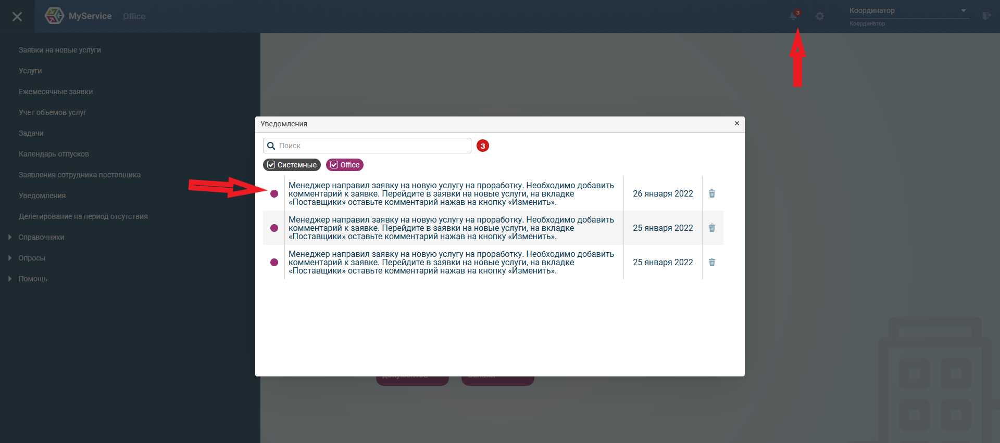 MyService Office
3
Координатор
Координатор
Заявки на новые услуги
Услуги
Ежемесячные заявки
Учет объемов услуг
Задачи
Календарь отпусков
Заявления сотрудника поставщика
Уведомления
Делегирование на период отсутствия
Справочники
Опросы
Помощь
Уведомления
Поиск
3
Системные
Office
Менеджер направил заявку на новую услугу на проработку. Необходимо добавить
комментарий к заявке. Перейдите в заявки на новые услуги, на вкладке
«Поставщики» оставьте комментарий нажав на кнопку «Изменить».
26 января 2022
Менеджер направил заявку на новую услугу на проработку. Необходимо добавить
комментарий к заявке. Перейдите в заявки на новые услуги, на вкладке
«Поставщики» оставьте комментарий нажав на кнопку «Изменить».
25 января 2022
Менеджер направил заявку на новую услугу на проработку. Необходимо добавить
комментарий к заявке. Перейдите в заявки на новые услуги, на вкладке
«Поставщики» оставьте комментарий нажав на кнопку «Изменить».
25 января 2022